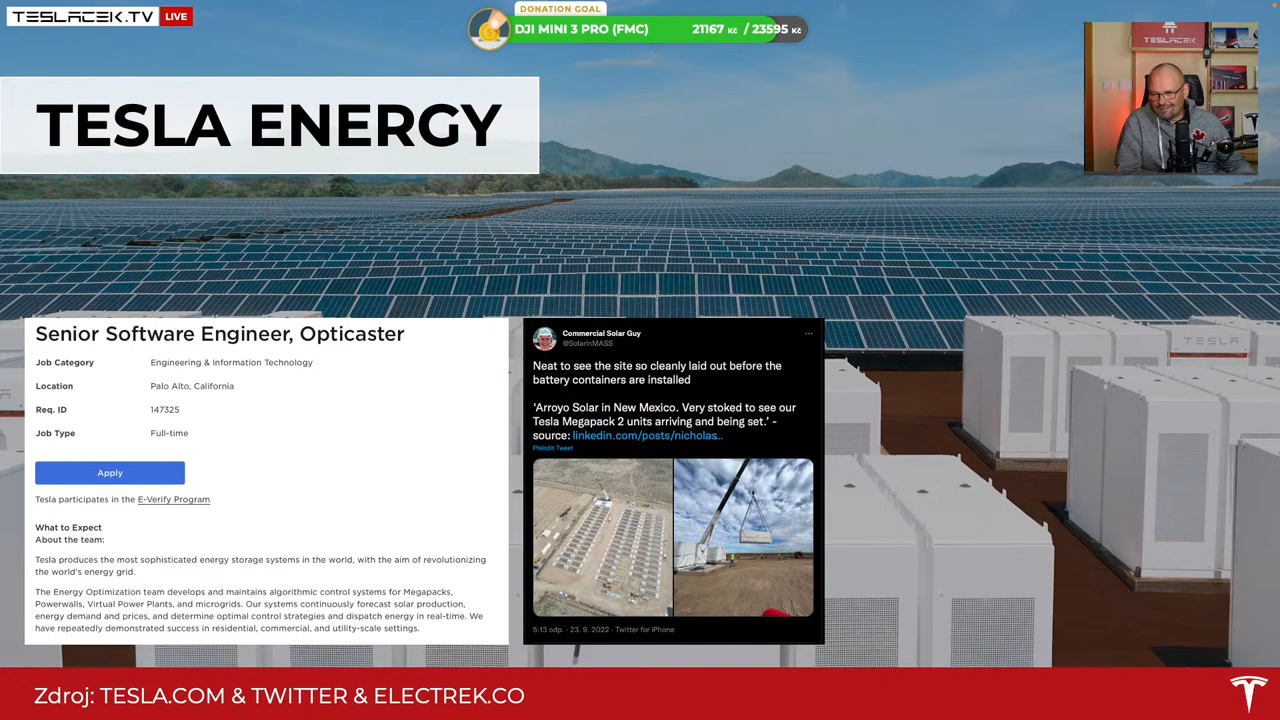 TESLACEK.TV LIVE
DONATION GOAL
DJI MINI 3 PRO (FMC) 21167 Kč / 23595 Kč
TESLACEK
TESLA ENERGY
Senior Software Engineer, Opticaster
Job Category Engineering & Information Technology
Location Palo Alto, California
Req. ID 147325
Job Type Full-time
Apply
Tesla participates in the E-Verify Program
What to Expect
About the team:
Tesla produces the most sophisticated energy storage systems in the world, with the aim of revolutionizing
the world's energy grid.
The Energy Optimization team develops and maintains algorithmic control systems for Megapacks,
Powerwalls, Virtual Power Plants, and microgrids. Our systems continuously forecast solar production,
energy demand and prices, and determine optimal control strategies and dispatch energy in real-time. We
have repeatedly demonstrated success in residential, commercial, and utility-scale settings.
Commercial Solar Guy
@SolarInMASS
Neat to see the site so cleanly laid out before the
battery containers are installed
‘Arroyo Solar in New Mexico. Very stoked to see our
Tesla Megapack 2 units arriving and being set.’ -
source: linkedin.com/posts/nicholas…
Přeložit Tweet
5:13 odp. · 23. 9. 2022 · Twitter for iPhone
TESLA
Zdroj: TESLA.COM & TWITTER & ELECTREK.CO